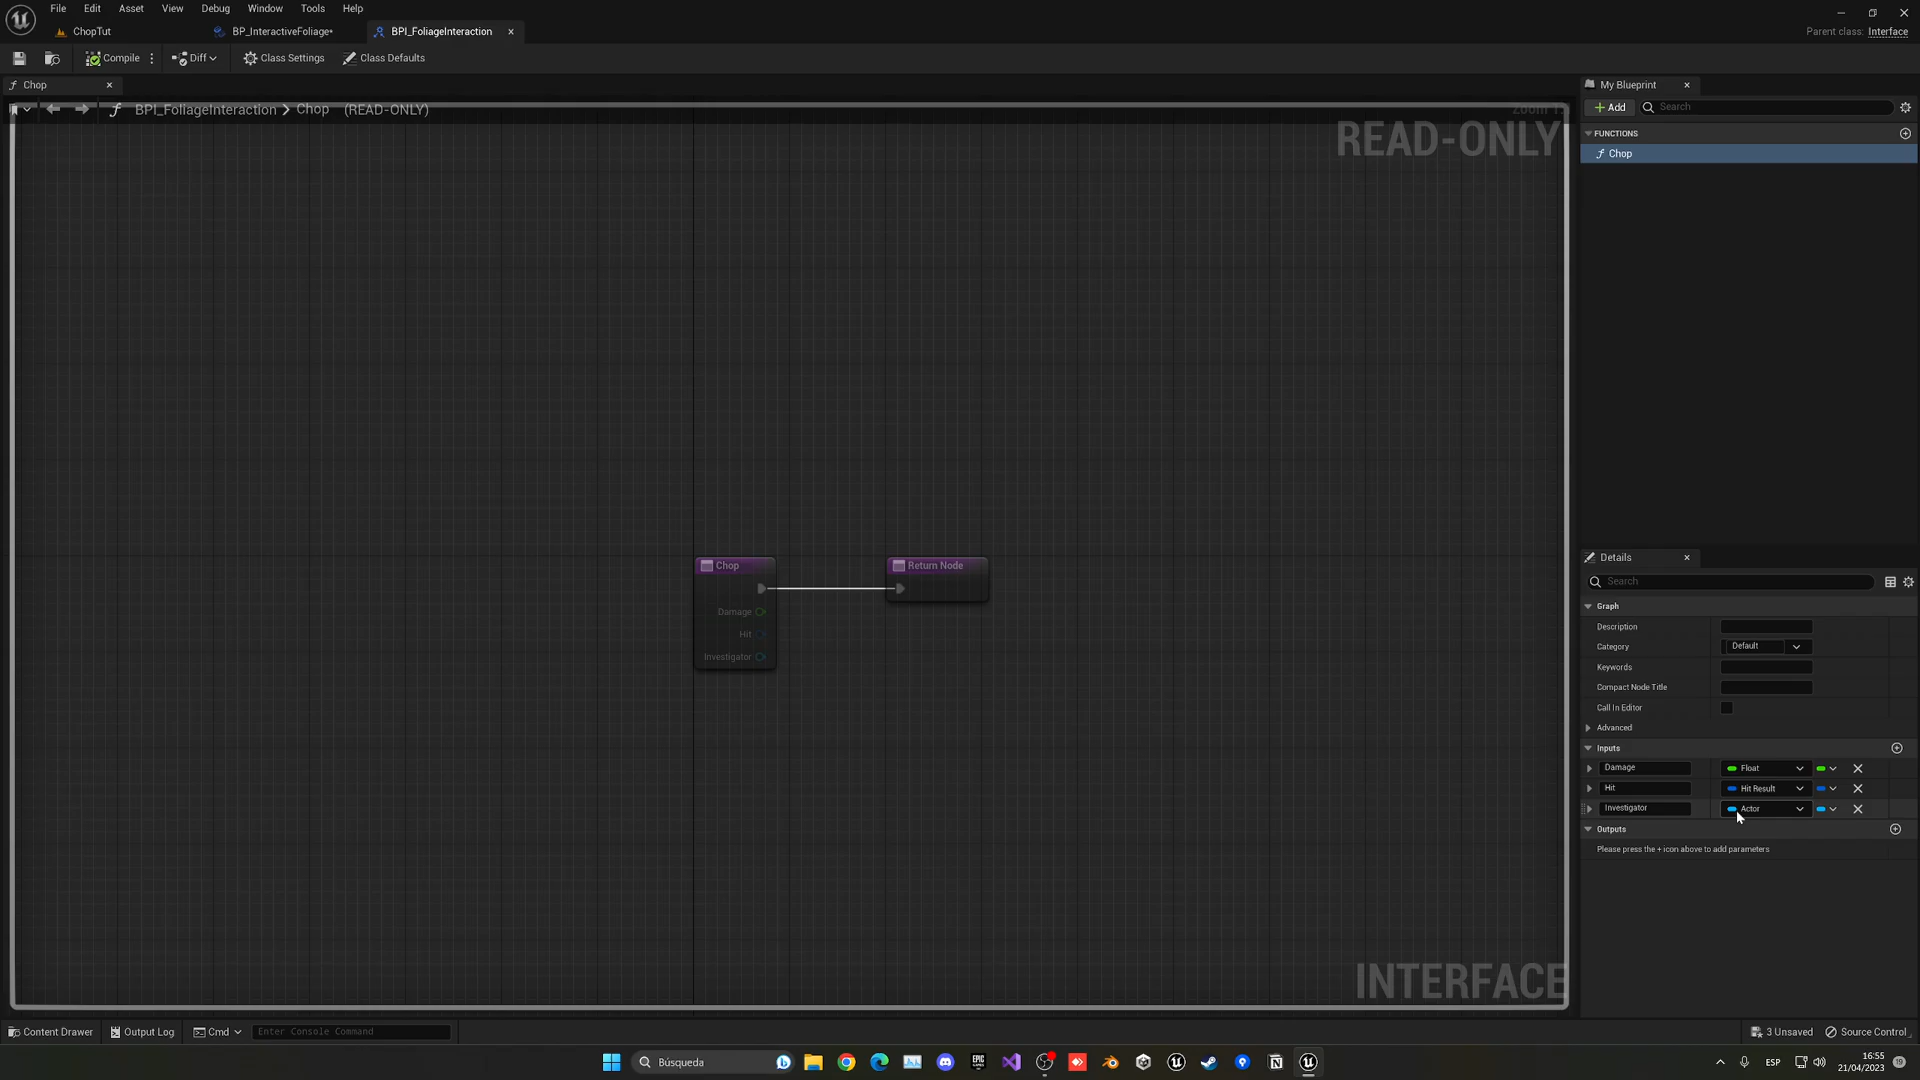 File Edit Asset View Debug Window Tools Help
ChopTut BP_InteractiveFoliage* BPI_FoliageInteraction
Parent class: Interface
Compile Diff Class Settings Class Defaults
Chop
My Blueprint
BPI_FoliageInteraction > Chop (READ-ONLY)
Add Search
READ-ONLY
FUNCTIONS
Chop
Chop
Damage
Hit
Investigator
Return Node
Details
Search
Graph
Description
Category Default
Keywords
Compact Node Title
Call In Editor
Advanced
Inputs
Damage Float
Hit Hit Result
Investigator Actor
Outputs
Please press the + icon above to add parameters
INTERFACE
Content Drawer Output Log Cmd Enter Console Command
3 Unsaved Source Control
Búsqueda
EPIC GAMES
ESP
16:55
21/04/2023
19